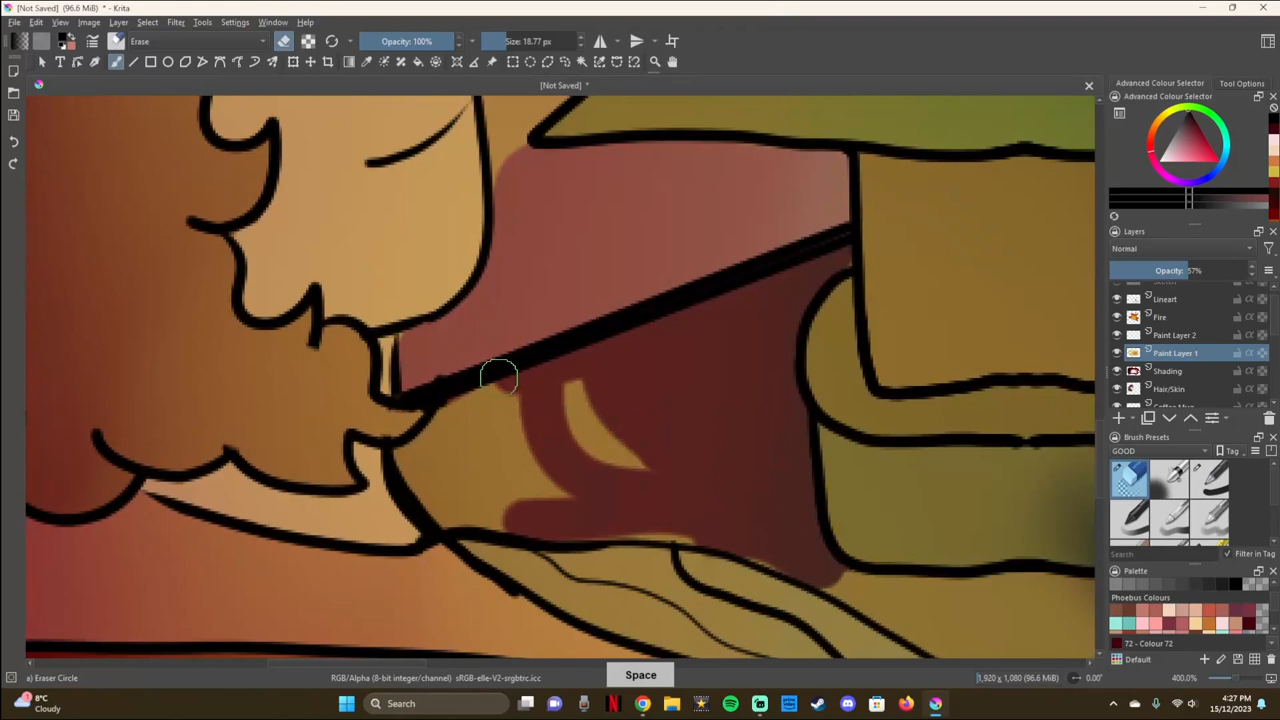 [Not Saved] (96.6 MiB) * - Krita
File Edit View Image Layer Select Filter Tools Settings Window Help
Erase
Opacity: 100%
Size: 18.77 px
[Not Saved] *
Advanced Colour Selector
Tool Options
Advanced Colour Selector
Layers
Normal
Opacity: 57%
Lineart
Fire
Paint Layer 2
Paint Layer 1
Shading
Hair/Skin
Brush Presets
GOOD
Tag
Search
Filter in Tag
Palette
Phoebus Colours
72 - Colour 72
Default
Space
a) Eraser Circle
RGB/Alpha (8-bit integer/channel) sRGB-elle-V2-srgbtrc.icc
1,920 x 1,080 (96.6 MiB)
0.00°
400.0%
8°C
Cloudy
Search
4:27 PM
15/12/2023